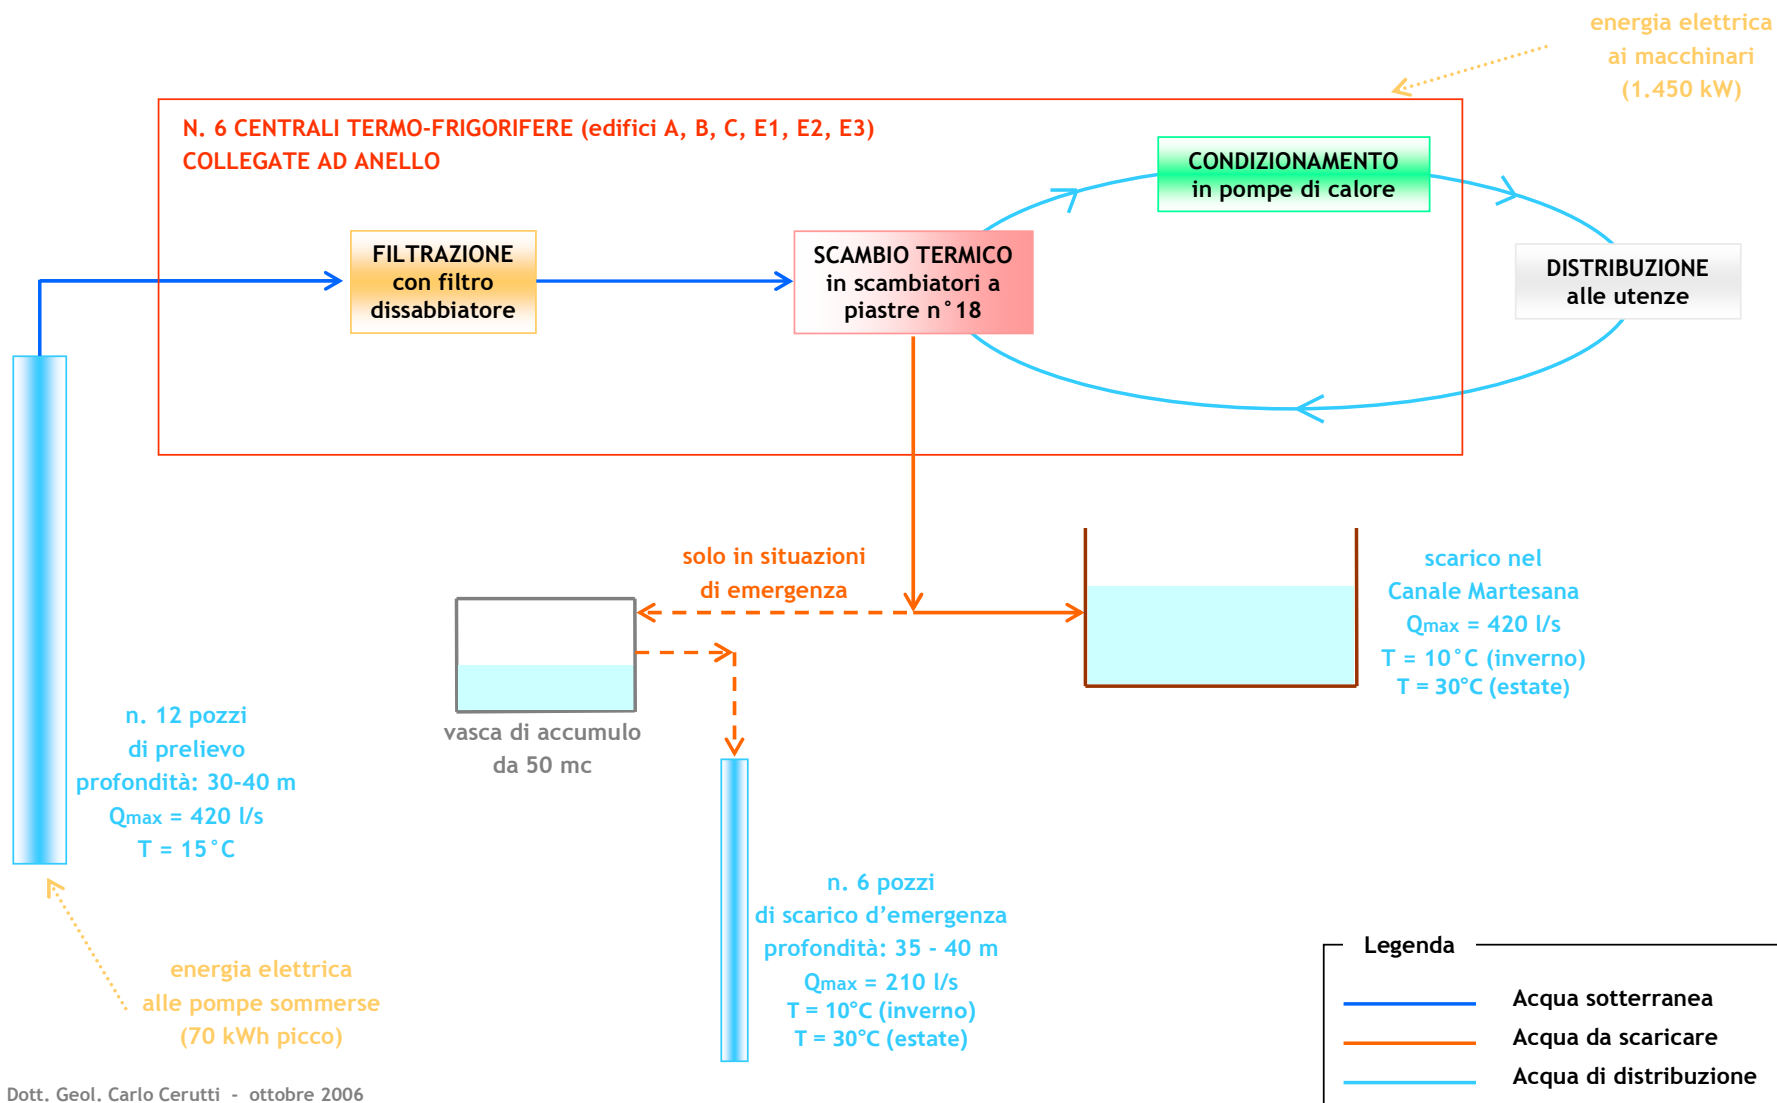 energia elettrica
ai macchinari
(1.450 kW)
N. 6 CENTRALI TERMO-FRIGORIFERE (edifici A, B, C, E1, E2, E3)
COLLEGATE AD ANELLO
CONDIZIONAMENTO
in pompe di calore
FILTRAZIONE
con filtro
dissabbiatore
SCAMBIO TERMICO
in scambiatori a
piastre n°18
DISTRIBUZIONE
alle utenze
solo in situazioni
di emergenza
scarico nel
Canale Martesana
Qmax = 420 l/s
T = 10°C (inverno)
T = 30°C (estate)
vasca di accumulo
da 50 mc
n. 12 pozzi
di prelievo
profondità: 30-40 m
Qmax = 420 l/s
T = 15°C
n. 6 pozzi
di scarico d’emergenza
profondità: 35 - 40 m
Qmax = 210 l/s
T = 10°C (inverno)
T = 30°C (estate)
energia elettrica
alle pompe sommerse
(70 kWh picco)
Legenda
Acqua sotterranea
Acqua da scaricare
Acqua di distribuzione
Dott. Geol. Carlo Cerutti - ottobre 2006